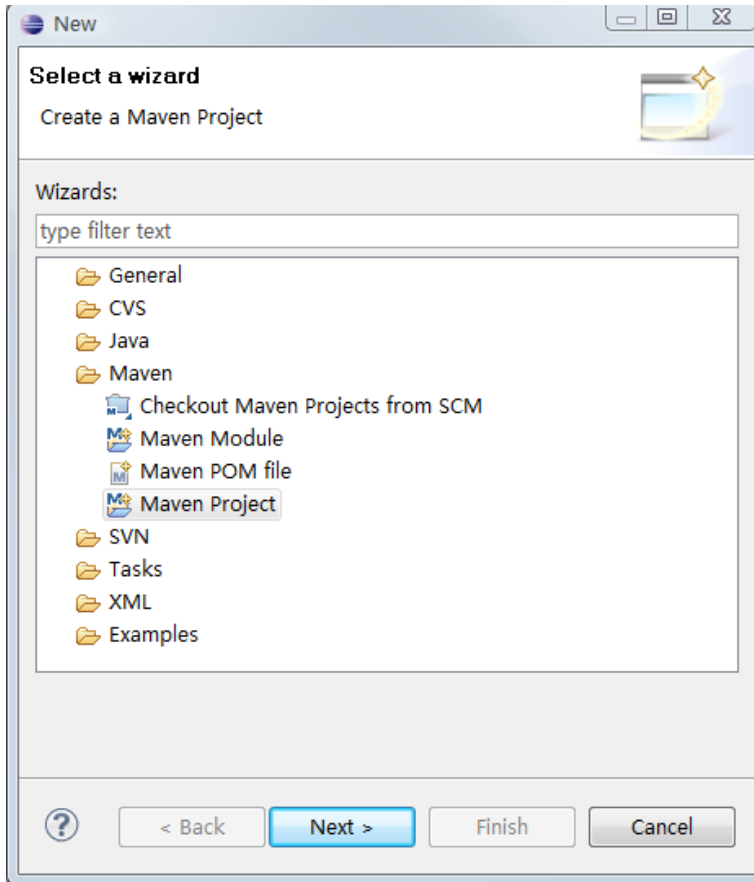 New
Select a wizard
Create a Maven Project
Wizards:
type filter text
General
CVS
Java
Maven
Checkout Maven Projects from SCM
Maven Module
Maven POM file
Maven Project
SVN
Tasks
XML
Examples
? < Back Next > Finish Cancel